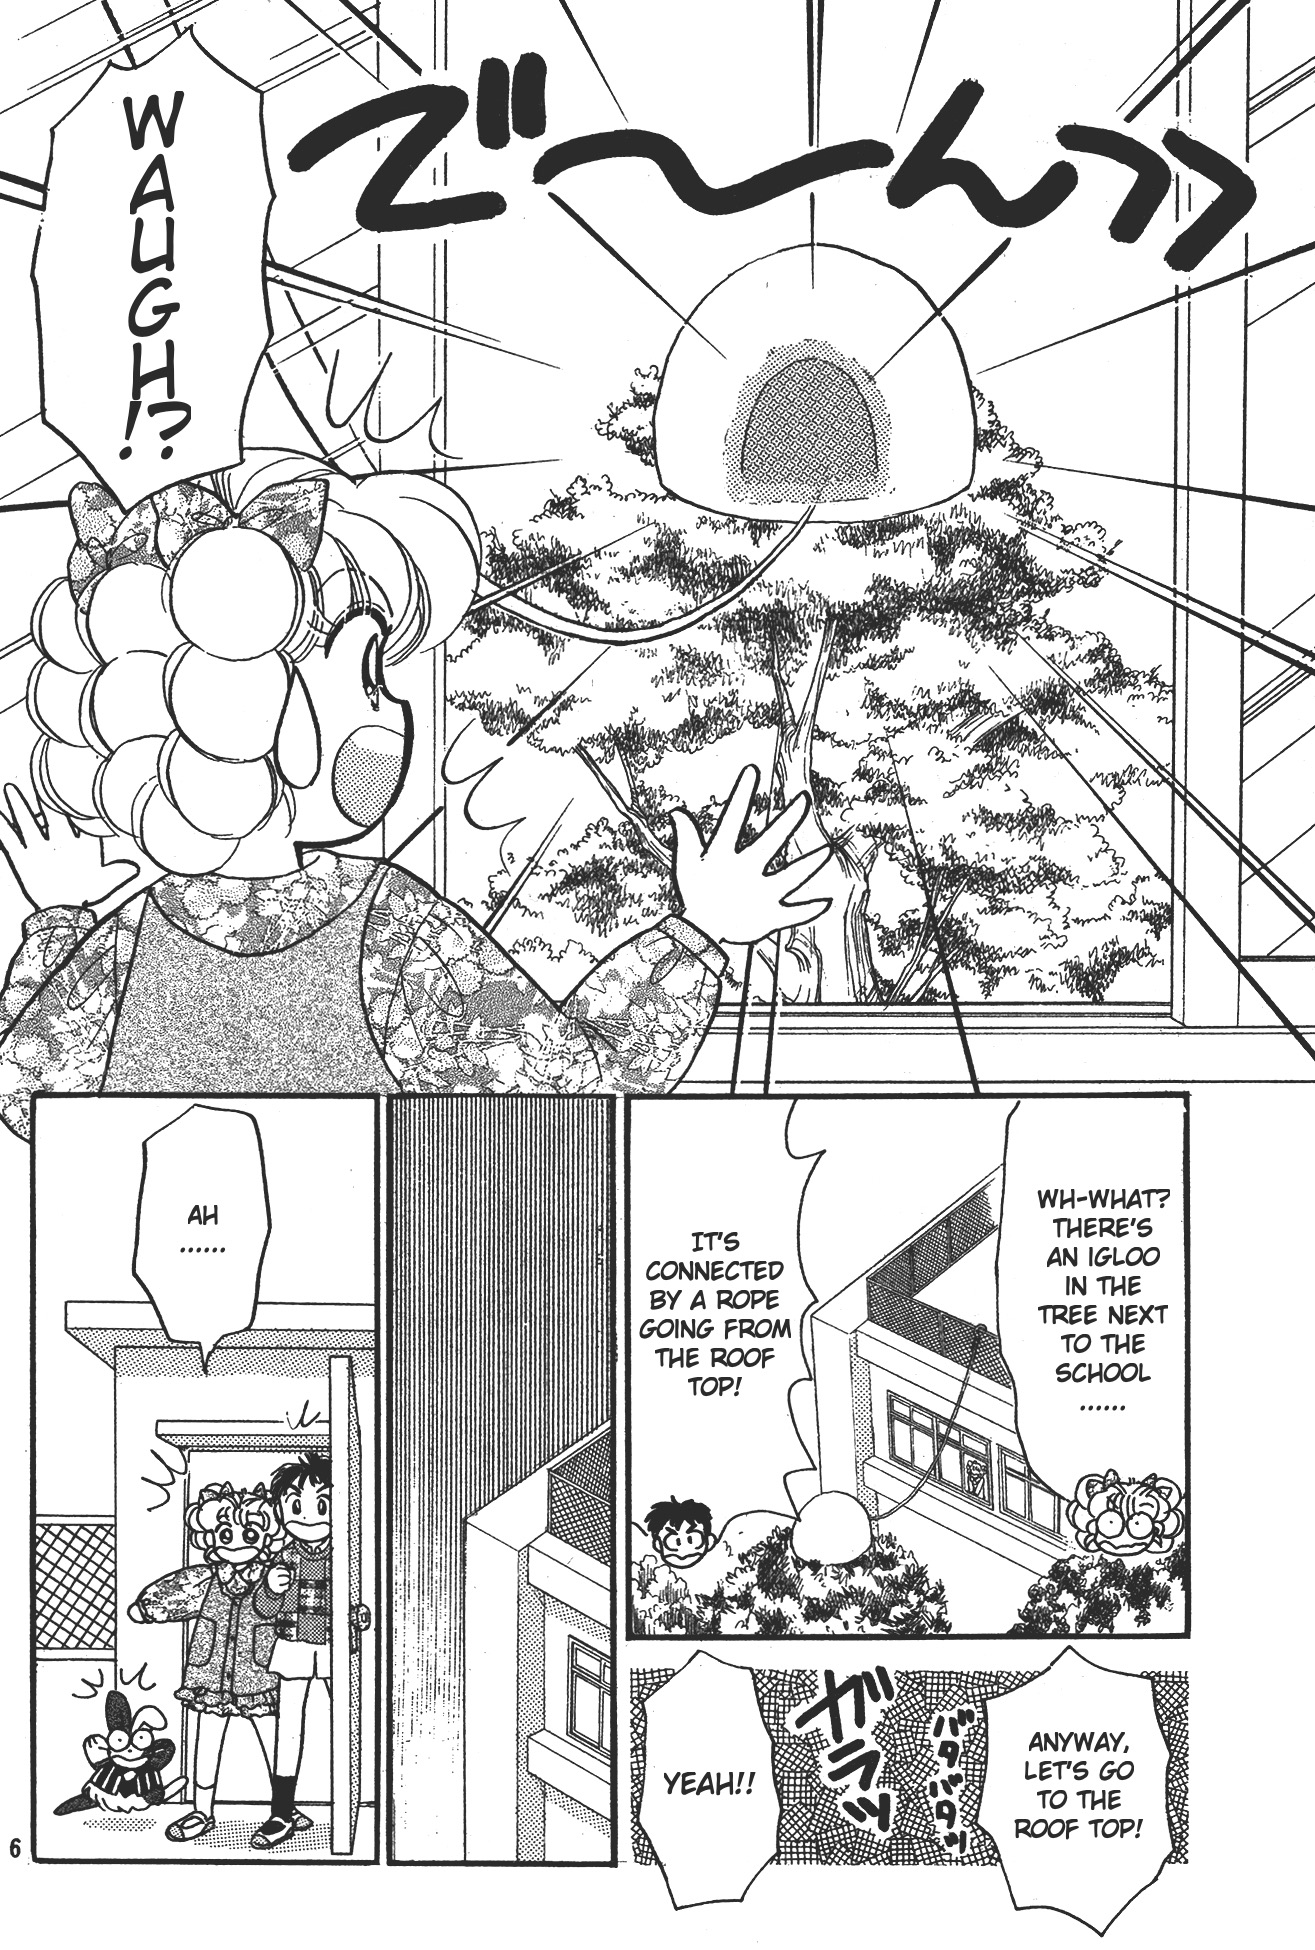 で〜んッ
WAUGH!?
WH-WHAT?
THERE'S
AN IGLOO
IN THE
TREE NEXT
TO THE
SCHOOL
......
IT'S
CONNECTED
BY A ROPE
GOING FROM
THE ROOF
TOP!
ANYWAY,
LET'S GO
TO THE
ROOF TOP!
バタバタッ
ガラッ
YEAH!!
AH
......
6